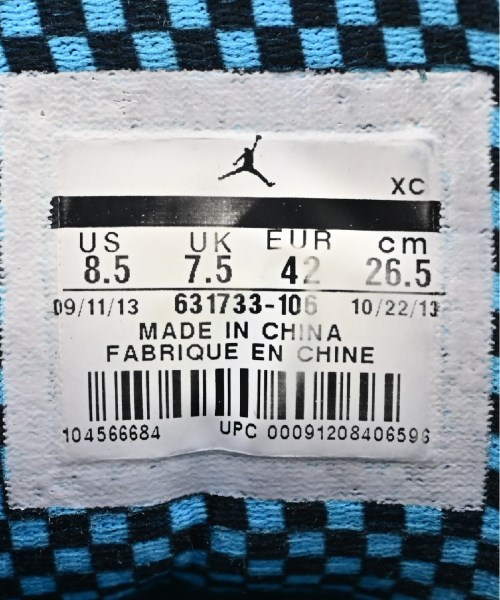 XC
US UK EUR cm
8.5 7.5 42 26.5
09/11/13 631733-106 10/22/13
MADE IN CHINA
FABRIQUE EN CHINE
104566684 UPC 00091208406596